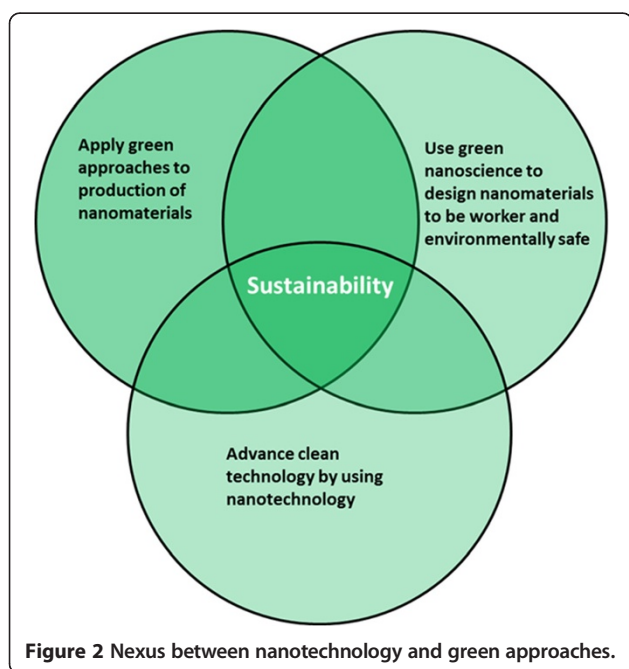 Apply green
approaches to
production of
nanomaterials
Use green
nanoscience to
design nanomaterials
to be worker and
environmentally safe
Sustainability
Advance clean
technology by using
nanotechnology
Figure 2 Nexus between nanotechnology and green approaches.